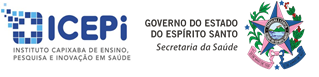 ICEPi
INSTITUTO CAPIXABA DE ENSINO,
PESQUISA E INOVAÇÃO EM SAÚDE
GOVERNO DO ESTADO
DO ESPÍRITO SANTO
Secretaria da Saúde